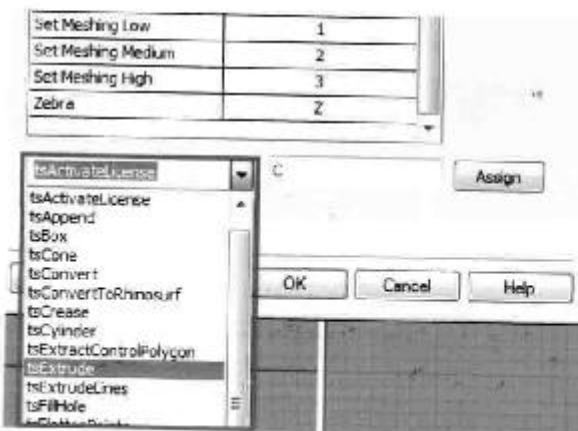 Set Meshing Low 1
Set Meshing Medium 2
Set Meshing High 3
Zebra Z
tsActivateLicense C Assign
tsActivateLicense
tsAppend
tsBox
tsCone
tsConvert
tsConvertToRhinosurf
tsCrease
tsCylinder
tsExtractControlPolygon
tsExtrude
tsExtrudeLines
tsFillHole
tsFlattenPoints
OK Cancel Help